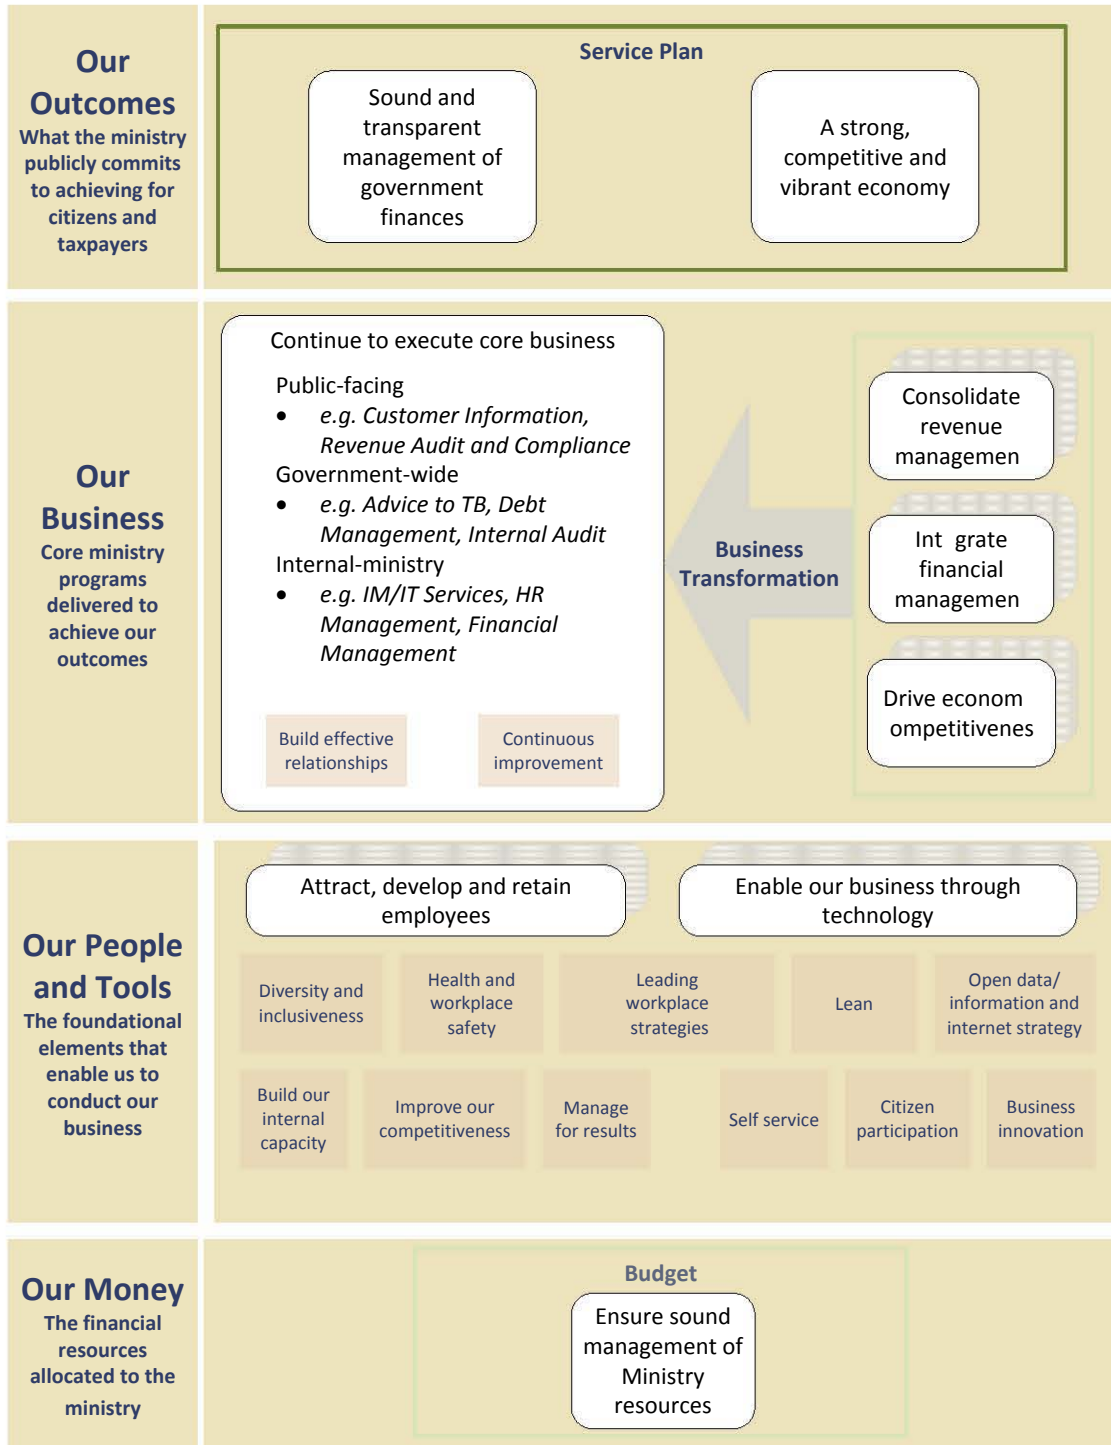 Our
Outcomes
What the ministry
publicly commits
to achieving for
citizens and
taxpayers
Service Plan
Sound and
transparent
management of
government
finances
A strong,
competitive and
vibrant economy
Our
Business
Core ministry
programs
delivered to
achieve our
outcomes
Continue to execute core business
Public-facing
• e.g. Customer Information,
Revenue Audit and Compliance
Government-wide
• e.g. Advice to TB, Debt
Management, Internal Audit
Internal-ministry
• e.g. IM/IT Services, HR
Management, Financial
Management
Build effective
relationships
Continuous
improvement
Business
Transformation
Consolidate
revenue
managemen
Int grate
financial
managemen
Drive econom
ompetitivenes
Our People
and Tools
The foundational
elements that
enable us to
conduct our
business
Attract, develop and retain
employees
Enable our business through
technology
Diversity and
inclusiveness
Health and
workplace
safety
Leading
workplace
strategies
Lean
Open data/
information and
internet strategy
Build our
internal
capacity
Improve our
competitiveness
Manage
for results
Self service
Citizen
participation
Business
innovation
Our Money
The financial
resources
allocated to the
ministry
Budget
Ensure sound
management of
Ministry
resources